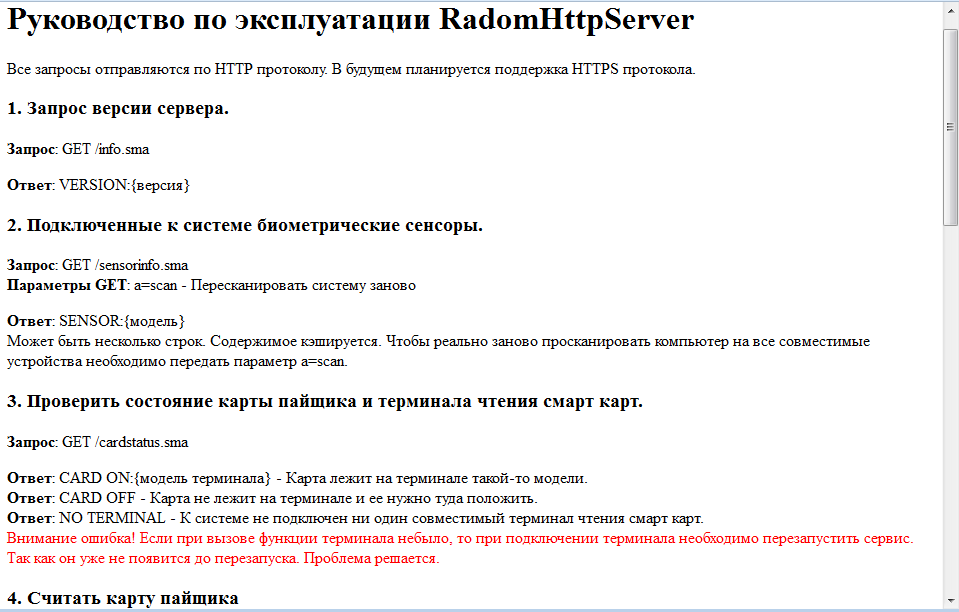 Руководство по эксплуатации RadomHttpServer
Все запросы отправляются по HTTP протоколу. В будущем планируется поддержка HTTPS протокола.
1. Запрос версии сервера.
Запрос: GET /info.sma
Ответ: VERSION:{версия}
2. Подключенные к системе биометрические сенсоры.
Запрос: GET /sensorinfo.sma
Параметры GET: a=scan - Пересканировать систему заново
Ответ: SENSOR:{модель}
Может быть несколько строк. Содержимое кэшируется. Чтобы реально заново просканировать компьютер на все совместимые
устройства необходимо передать параметр a=scan.
3. Проверить состояние карты пайщика и терминала чтения смарт карт.
Запрос: GET /cardstatus.sma
Ответ: CARD ON:{модель терминала} - Карта лежит на терминале такой-то модели.
Ответ: CARD OFF - Карта не лежит на терминале и ее нужно туда положить.
Ответ: NO TERMINAL - К системе не подключен ни один совместимый терминал чтения смарт карт.
Внимание ошибка! Если при вызове функции терминала небыло, то при подключении терминала необходимо перезапустить сервис.
Так как он уже не появится до перезапуска. Проблема решается.
4. Считать карту пайщика